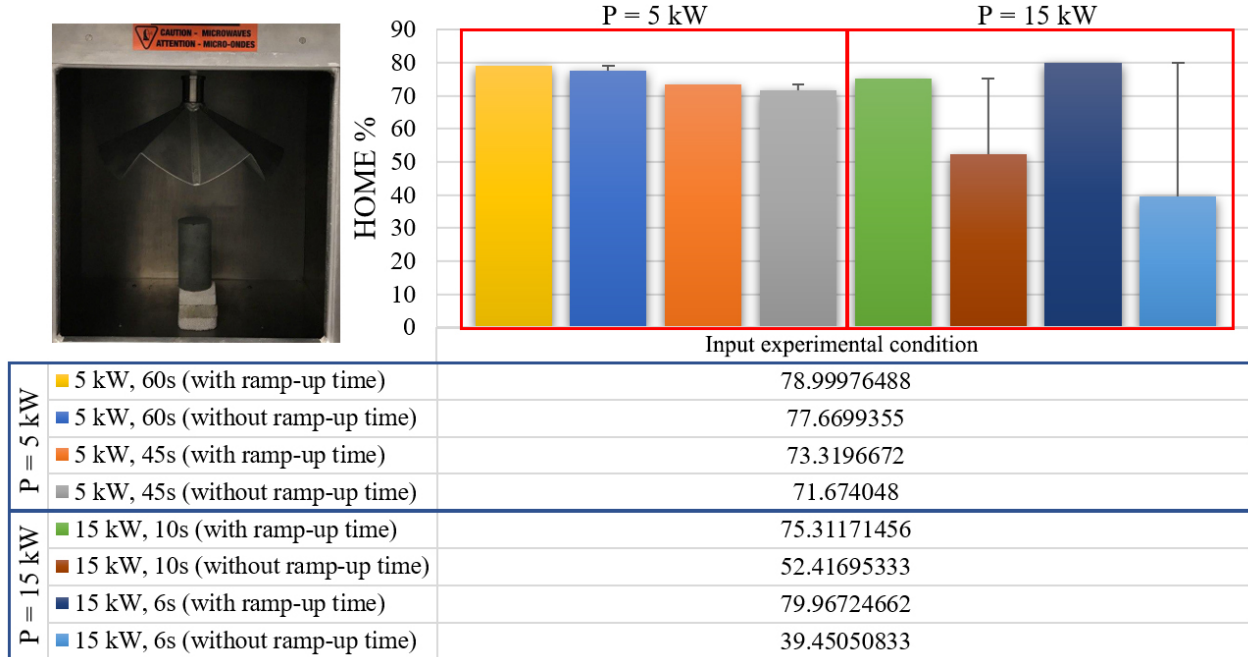 CAUTION - MICROWAVES
ATTENTION - MICRO-ONDES
P = 5 kW
P = 15 kW
HOME %
90
80
70
60
50
40
30
20
10
0
Input experimental condition
P = 5 kW
5 kW, 60s (with ramp-up time) 78.99976488
5 kW, 60s (without ramp-up time) 77.6699355
5 kW, 45s (with ramp-up time) 73.3196672
5 kW, 45s (without ramp-up time) 71.674048
P = 15 kW
15 kW, 10s (with ramp-up time) 75.31171456
15 kW, 10s (without ramp-up time) 52.41695333
15 kW, 6s (with ramp-up time) 79.96724662
15 kW, 6s (without ramp-up time) 39.45050833